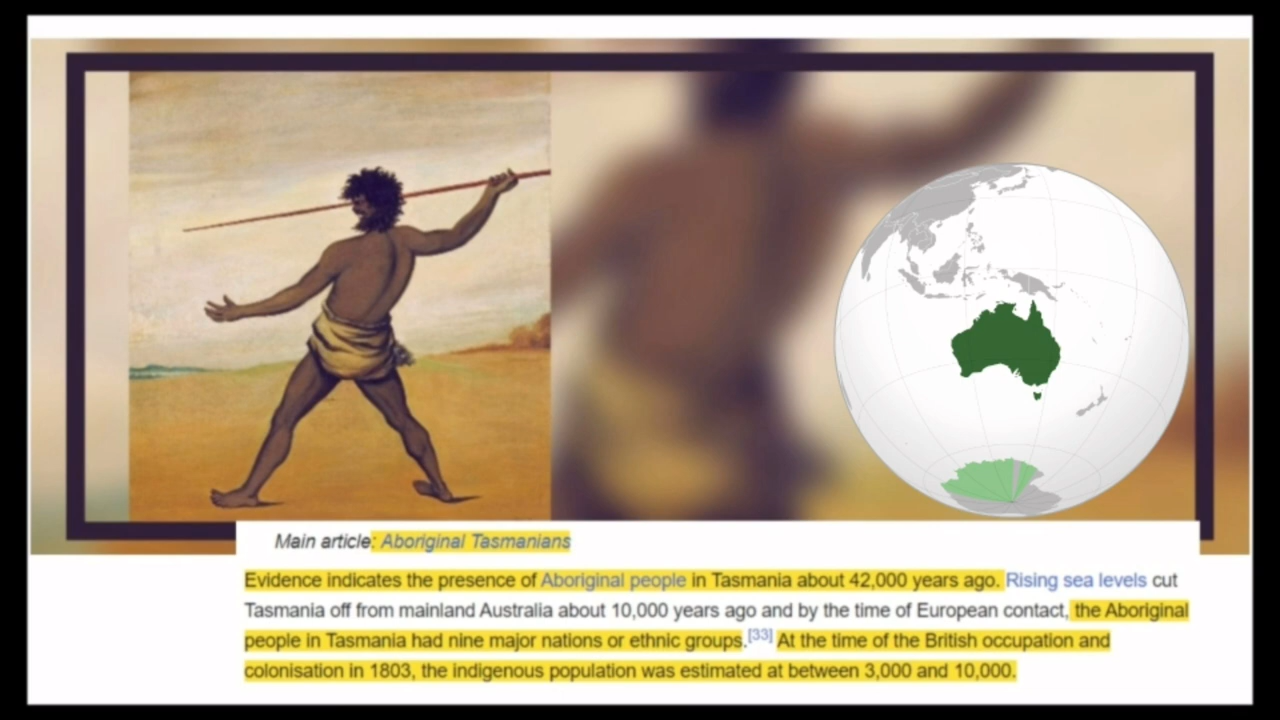 Main article: Aboriginal Tasmanians
Evidence indicates the presence of Aboriginal people in Tasmania about 42,000 years ago. Rising sea levels cut
Tasmania off from mainland Australia about 10,000 years ago and by the time of European contact, the Aboriginal
people in Tasmania had nine major nations or ethnic groups.[33] At the time of the British occupation and
colonisation in 1803, the indigenous population was estimated at between 3,000 and 10,000.